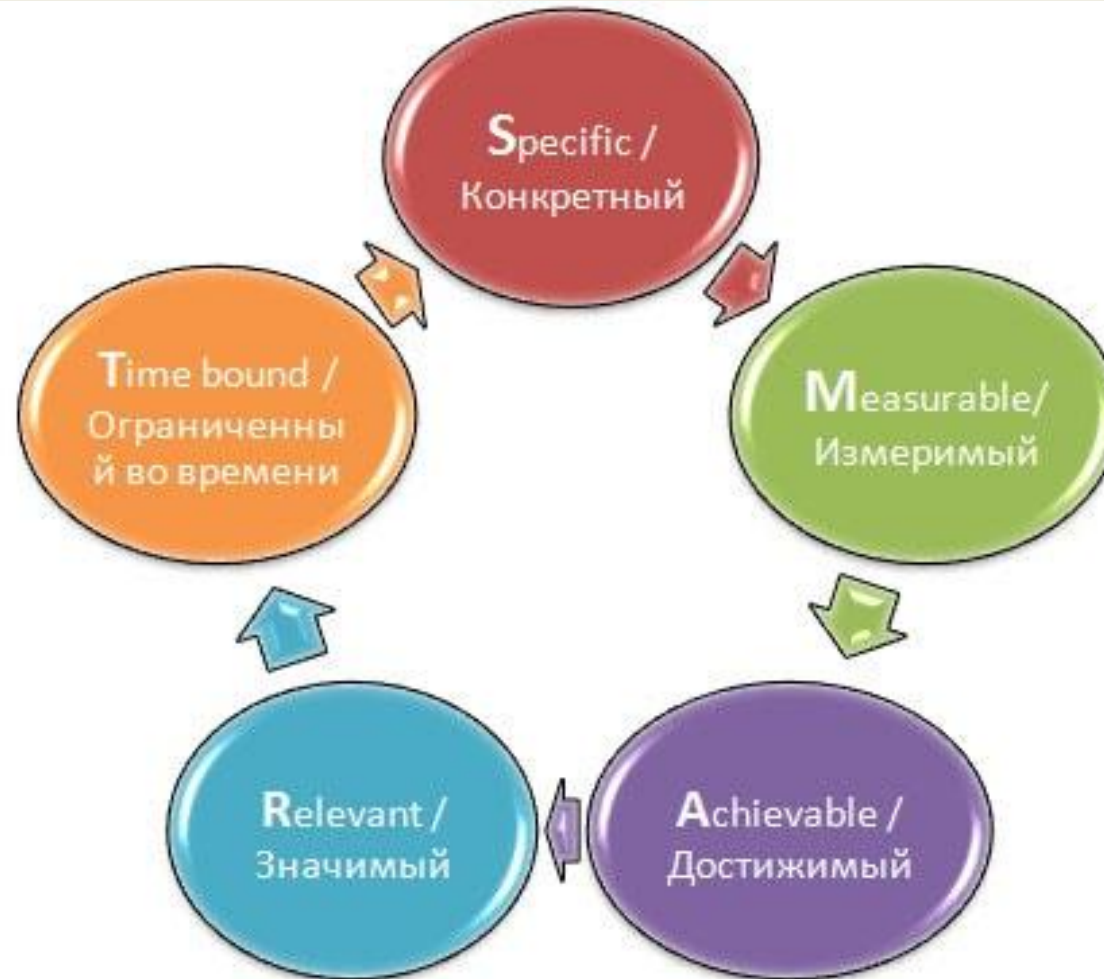 Specific /
Конкретный
Measurable/
Измеримый
Achievable /
Достижимый
Relevant /
Значимый
Time bound /
Ограниченны
й во времени